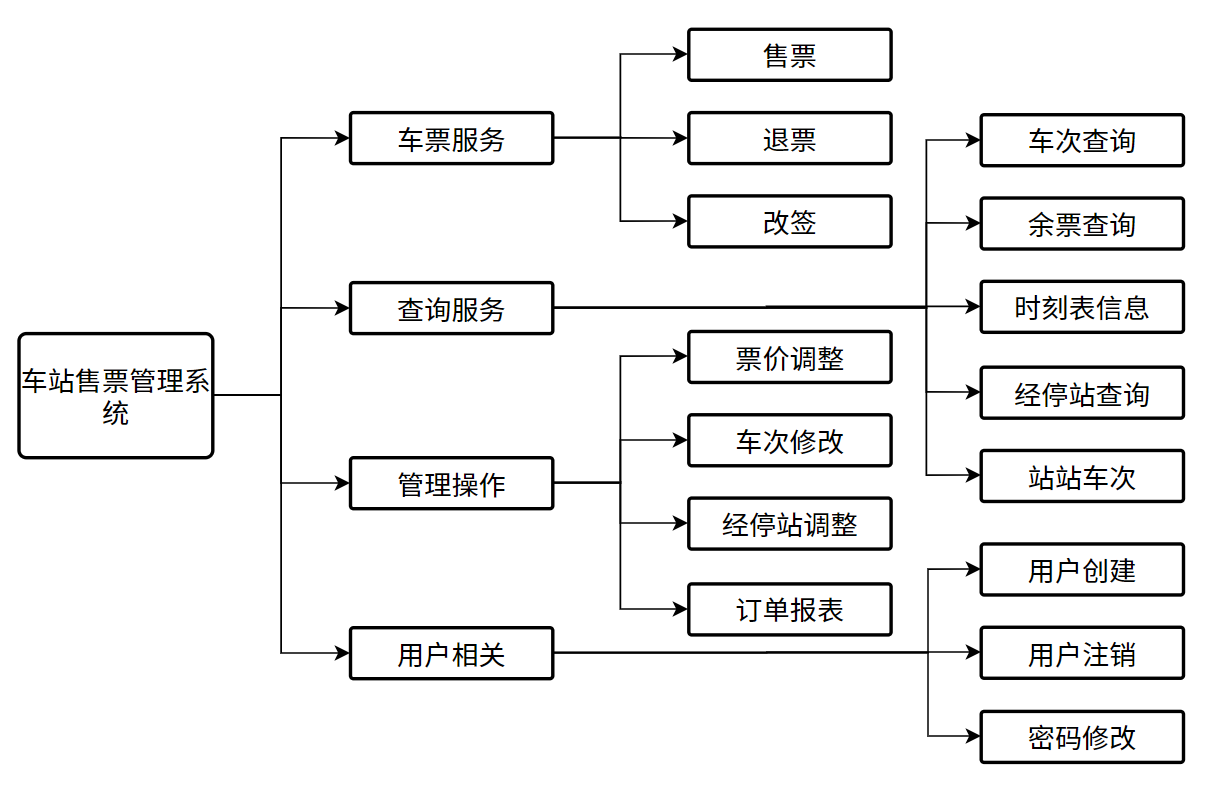 车站售票管理系
统
车票服务
售票
退票
改签
查询服务
车次查询
余票查询
时刻表信息
经停站查询
站站车次
管理操作
票价调整
车次修改
经停站调整
订单报表
用户相关
用户创建
用户注销
密码修改